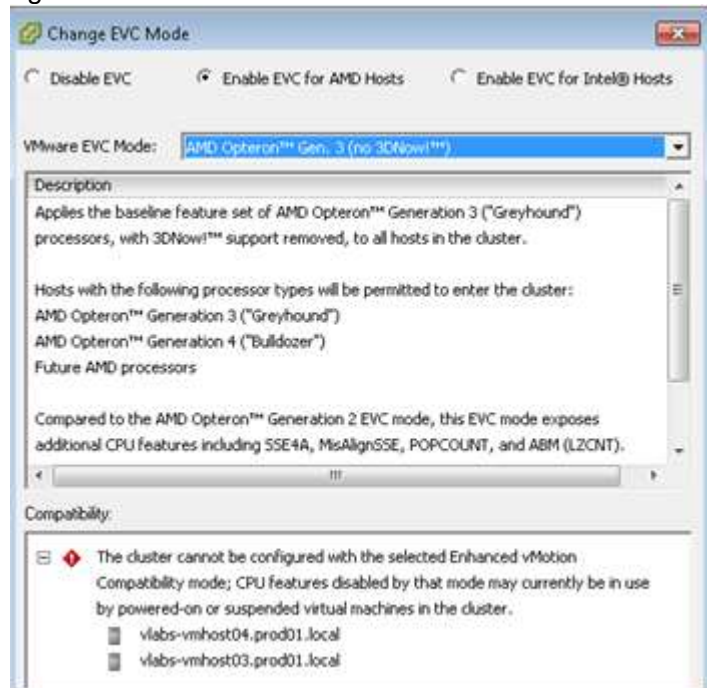 Change EVC Mode
Disable EVC Enable EVC for AMD Hosts Enable EVC for Intel® Hosts
VMware EVC Mode: AMD Opteron™ Gen. 3 (no 3DNow!™)
Description
Applies the baseline feature set of AMD Opteron™ Generation 3 ("Greyhound")
processors, with 3DNow!™ support removed, to all hosts in the cluster.
Hosts with the following processor types will be permitted to enter the cluster:
AMD Opteron™ Generation 3 ("Greyhound")
AMD Opteron™ Generation 4 ("Bulldozer")
Future AMD processors
Compared to the AMD Opteron™ Generation 2 EVC mode, this EVC mode exposes
additional CPU features including SSE4A, MisAlignSSE, POPCOUNT, and ABM (LZCNT).
Compatibility:
The cluster cannot be configured with the selected Enhanced vMotion
Compatibility mode; CPU features disabled by that mode may currently be in use
by powered-on or suspended virtual machines in the cluster.
vlabs-vmhost04.prod01.local
vlabs-vmhost03.prod01.local